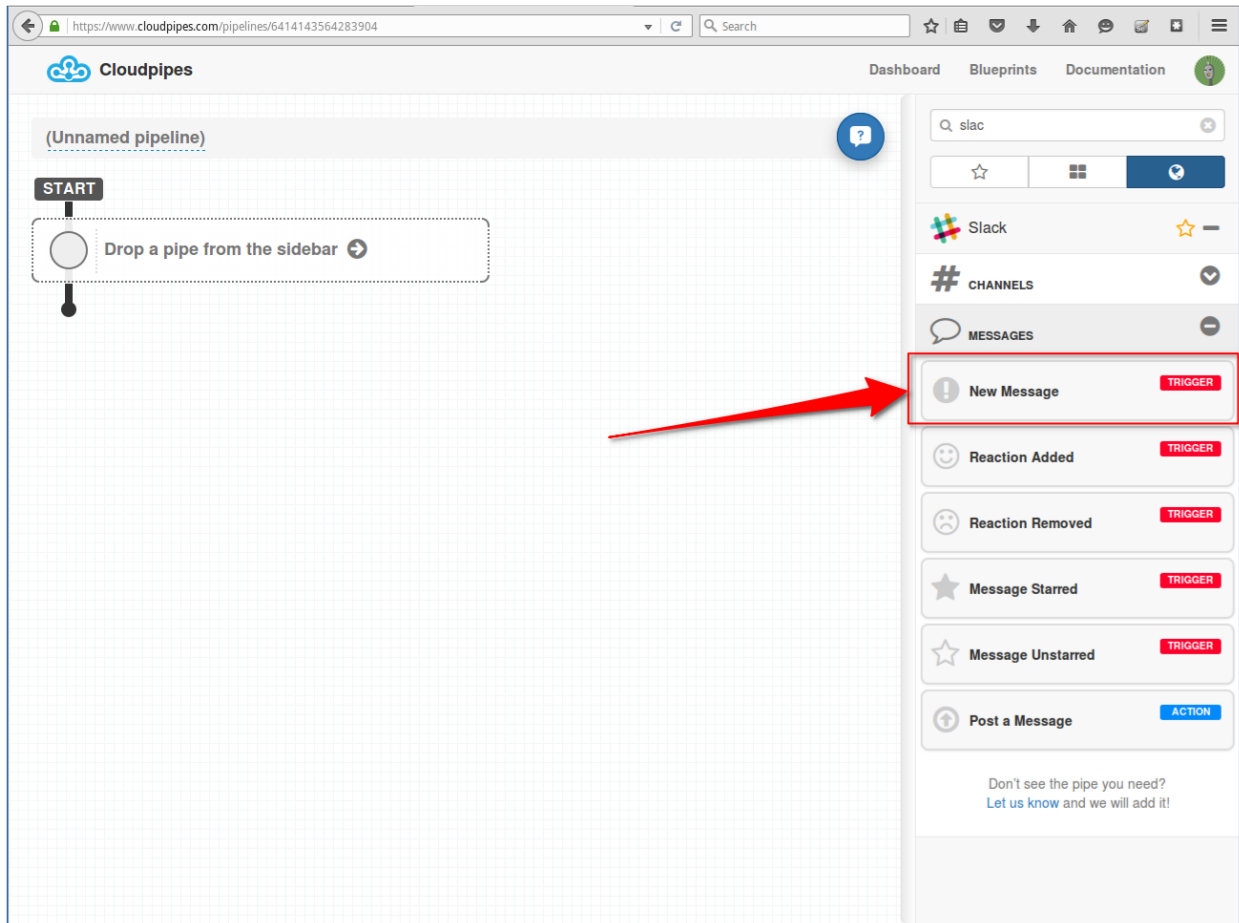 https://www.cloudpipes.com/pipelines/6414143564283904
Search
Cloudpipes
Dashboard
Blueprints
Documentation
(Unnamed pipeline)
?
slac
START
Drop a pipe from the sidebar
Slack
# CHANNELS
MESSAGES
New Message
TRIGGER
Reaction Added
TRIGGER
Reaction Removed
TRIGGER
Message Starred
TRIGGER
Message Unstarred
TRIGGER
Post a Message
ACTION
Don't see the pipe you need?
Let us know and we will add it!